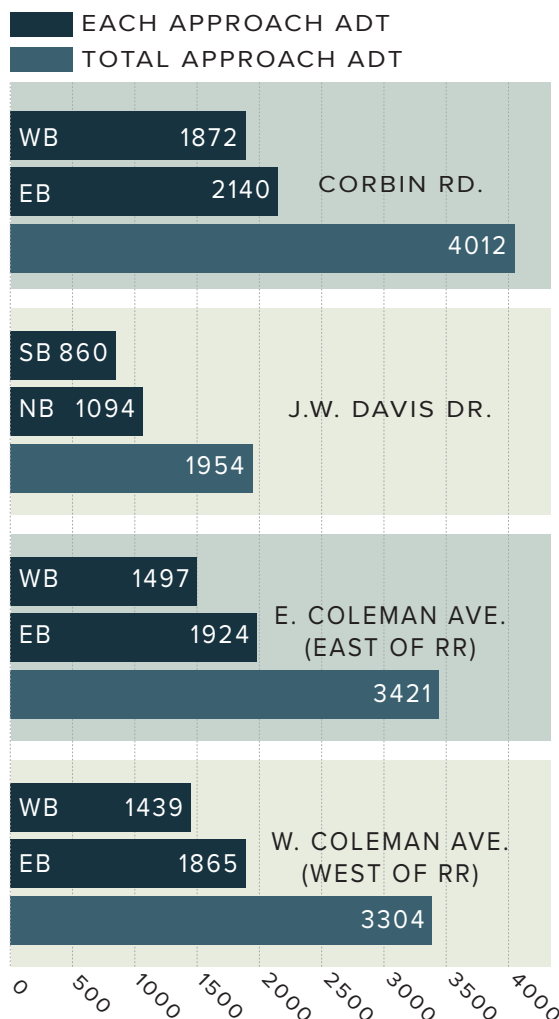 EACH APPROACH ADT
TOTAL APPROACH ADT
WB 1872
EB 2140
CORBIN RD.
4012
SB 860
NB 1094
J.W. DAVIS DR.
1954
WB 1497
EB 1924
E. COLEMAN AVE.
(EAST OF RR)
3421
WB 1439
EB 1865
W. COLEMAN AVE.
(WEST OF RR)
3304
0 500 1000 1500 2000 2500 3000 3500 4000